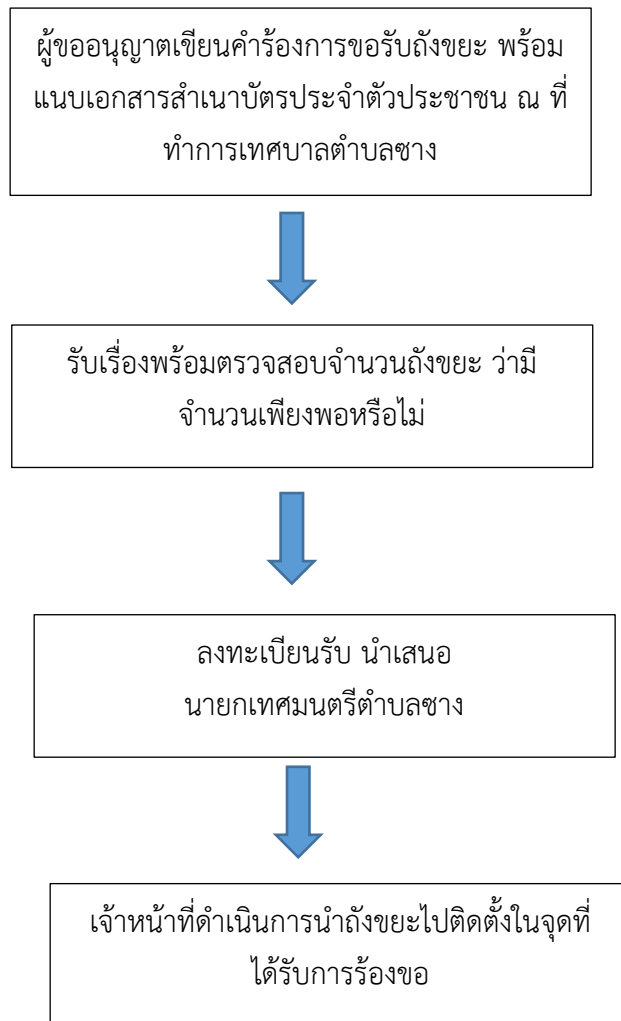 ผู้ขออนุญาตเขียนคำร้องการขอรับถังขยะ พร้อม
แนบเอกสารสำเนาบัตรประจำตัวประชาชน ณ ที่
ทำการเทศบาลตำบลซาง
รับเรื่องพร้อมตรวจสอบจำนวนถังขยะ ว่ามี
จำนวนเพียงพอหรือไม่
ลงทะเบียนรับ นำเสนอ
นายกเทศมนตรีตำบลซาง
เจ้าหน้าที่ดำเนินการนำถังขยะไปติดตั้งในจุดที่
ได้รับการร้องขอ